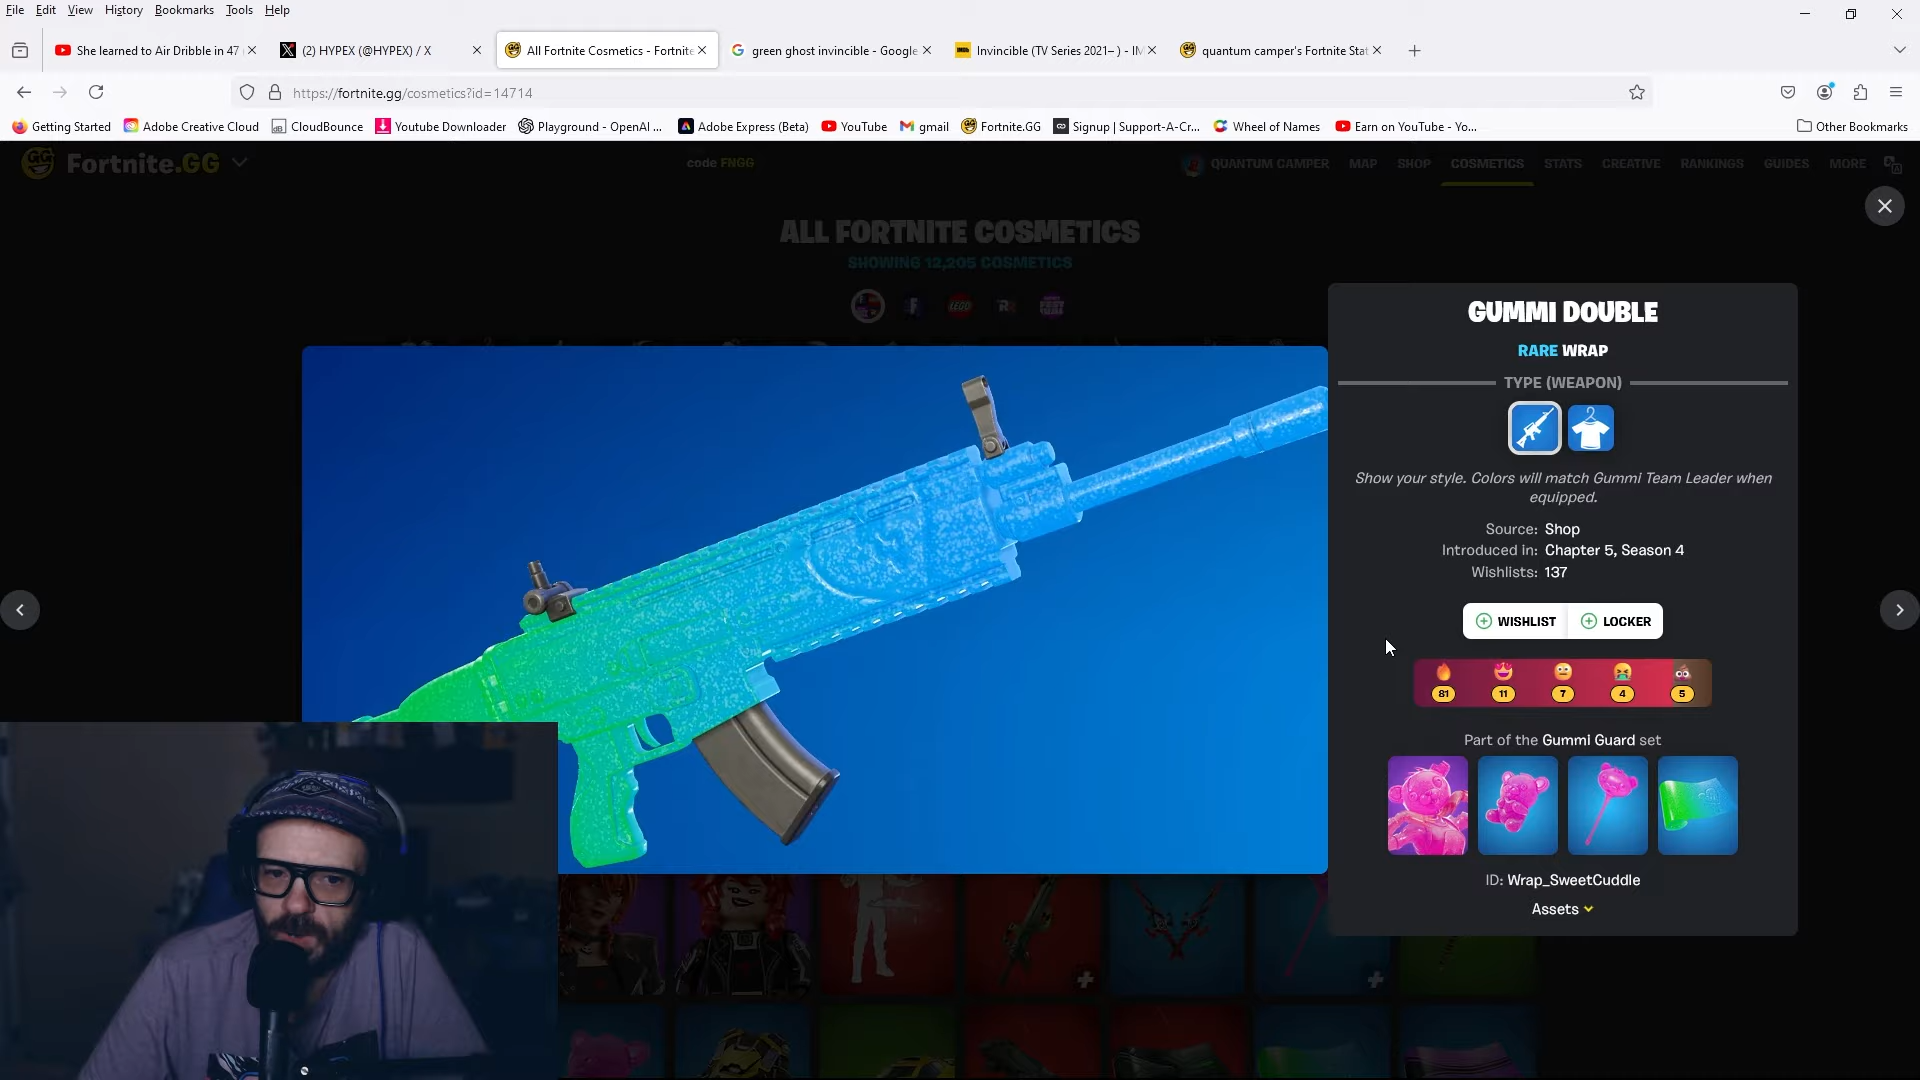 File Edit View History Bookmarks Tools Help
She learned to Air Dribble in 47
(2) HYPEX (@HYPEX) / X
All Fortnite Cosmetics - Fortnite
green ghost invincible - Google
Invincible (TV Series 2021– ) - IM
quantum camper's Fortnite Stat
https://fortnite.gg/cosmetics?id=14714
Getting Started Adobe Creative Cloud CloudBounce Youtube Downloader Playground - OpenAI ... Adobe Express (Beta) YouTube gmail Fortnite.GG Signup | Support-A-Cr... Wheel of Names Earn on YouTube - Yo... Other Bookmarks
Fortnite.GG
code FNGG
QUANTUM CAMPER MAP SHOP COSMETICS STATS CREATIVE RANKINGS GUIDES MORE
ALL FORTNITE COSMETICS
SHOWING 12,205 COSMETICS
GUMMI DOUBLE
RARE WRAP
TYPE (WEAPON)
Show your style. Colors will match Gummi Team Leader when
equipped.
Source: Shop
Introduced in: Chapter 5, Season 4
Wishlists: 137
WISHLIST LOCKER
81 11 7 4 5
Part of the Gummi Guard set
ID: Wrap_SweetCuddle
Assets